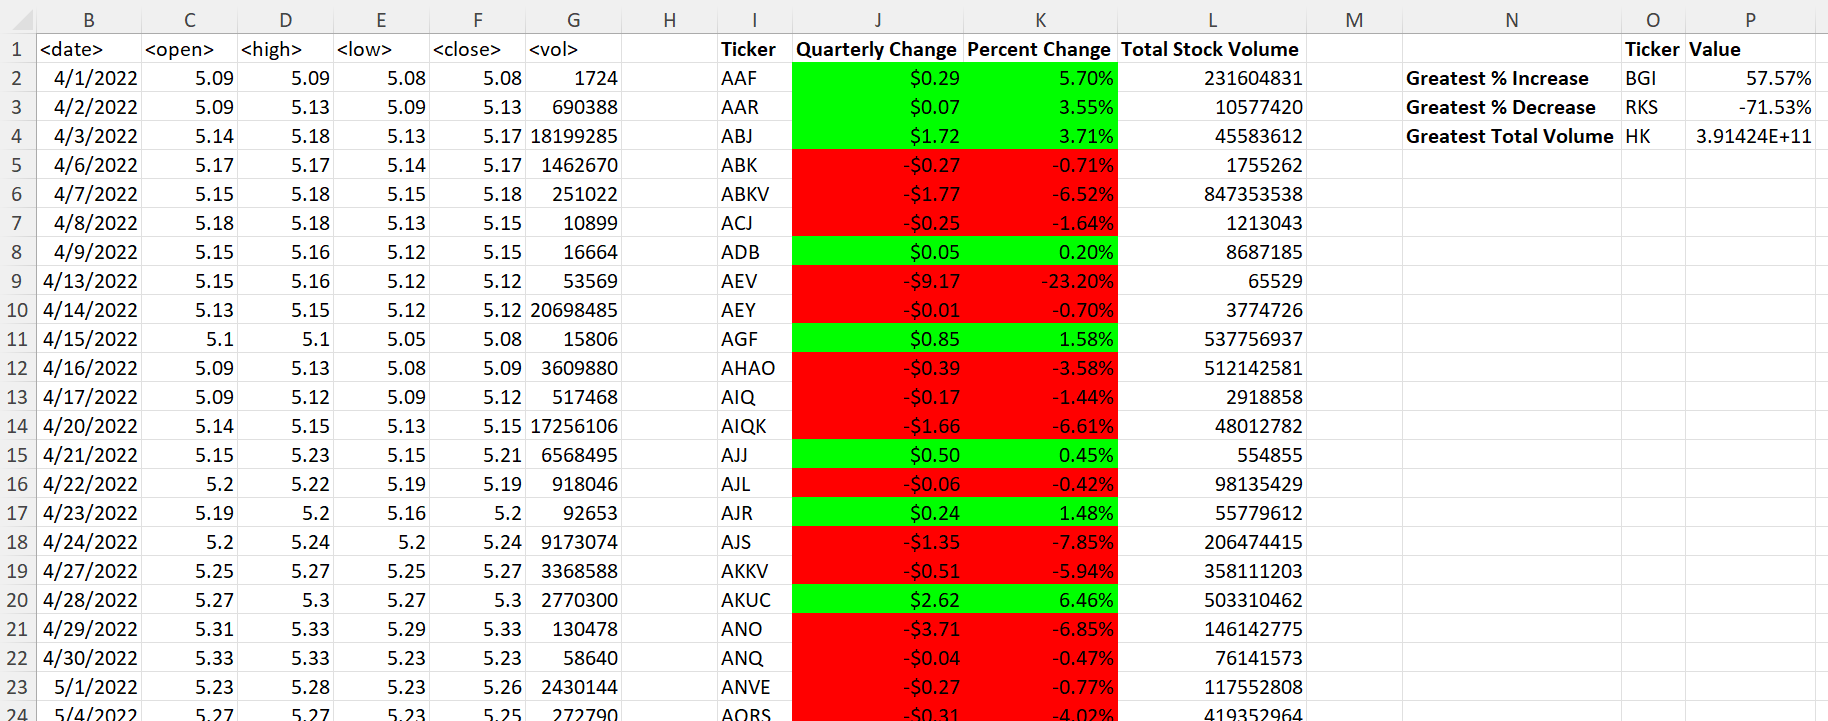 B C D E F G H I J K L M N O P
1 <date> <open> <high> <low> <close> <vol> Ticker Quarterly Change Percent Change Total Stock Volume Ticker Value
2 4/1/2022 5.09 5.09 5.08 5.08 1724 AAF $0.29 5.70% 231604831 Greatest % Increase BGI 57.57%
3 4/2/2022 5.09 5.13 5.09 5.13 690388 AAR $0.07 3.55% 10577420 Greatest % Decrease RKS -71.53%
4 4/3/2022 5.14 5.18 5.13 5.17 18199285 ABJ $1.72 3.71% 45583612 Greatest Total Volume HK 3.91424E+11
5 4/6/2022 5.17 5.17 5.14 5.17 1462670 ABK -$0.27 -0.71% 1755262
6 4/7/2022 5.15 5.18 5.15 5.18 251022 ABKV -$1.77 -6.52% 847353538
7 4/8/2022 5.18 5.18 5.13 5.15 10899 ACJ -$0.25 -1.64% 1213043
8 4/9/2022 5.15 5.16 5.12 5.15 16664 ADB $0.05 0.20% 8687185
9 4/13/2022 5.15 5.16 5.12 5.12 53569 AEV -$9.17 -23.20% 65529
10 4/14/2022 5.13 5.15 5.12 5.12 20698485 AEY -$0.01 -0.70% 3774726
11 4/15/2022 5.1 5.1 5.05 5.08 15806 AGF $0.85 1.58% 537756937
12 4/16/2022 5.09 5.13 5.08 5.09 3609880 AHAO -$0.39 -3.58% 512142581
13 4/17/2022 5.09 5.12 5.09 5.12 517468 AIQ -$0.17 -1.44% 2918858
14 4/20/2022 5.14 5.15 5.13 5.15 17256106 AIQK -$1.66 -6.61% 48012782
15 4/21/2022 5.15 5.23 5.15 5.21 6568495 AJJ $0.50 0.45% 554855
16 4/22/2022 5.2 5.22 5.19 5.19 918046 AJL -$0.06 -0.42% 98135429
17 4/23/2022 5.19 5.2 5.16 5.2 92653 AJR $0.24 1.48% 55779612
18 4/24/2022 5.2 5.24 5.2 5.24 9173074 AJS -$1.35 -7.85% 206474415
19 4/27/2022 5.25 5.27 5.25 5.27 3368588 AKKV -$0.51 -5.94% 358111203
20 4/28/2022 5.27 5.3 5.27 5.3 2770300 AKUC $2.62 6.46% 503310462
21 4/29/2022 5.31 5.33 5.29 5.33 130478 ANO -$3.71 -6.85% 146142775
22 4/30/2022 5.33 5.33 5.23 5.23 58640 ANQ -$0.04 -0.47% 76141573
23 5/1/2022 5.23 5.28 5.23 5.26 2430144 ANVE -$0.27 -0.77% 117552808
24 5/4/2022 5.27 5.27 5.23 5.25 272790 AORS -$0.31 -4.02% 419352964